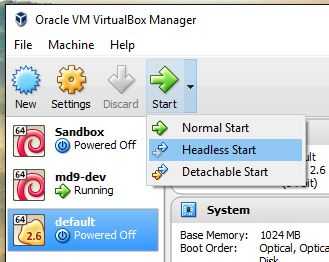 Oracle VM VirtualBox Manager
File Machine Help
New Settings Discard Start
Normal Start
Headless Start
Detachable Start
64
Sandbox
Powered Off
64
md9-dev
Running
64
2.6
default
Powered Off
2.6
System
Base Memory: 1024 MB
Boot Order: Optical, Optic
Disk